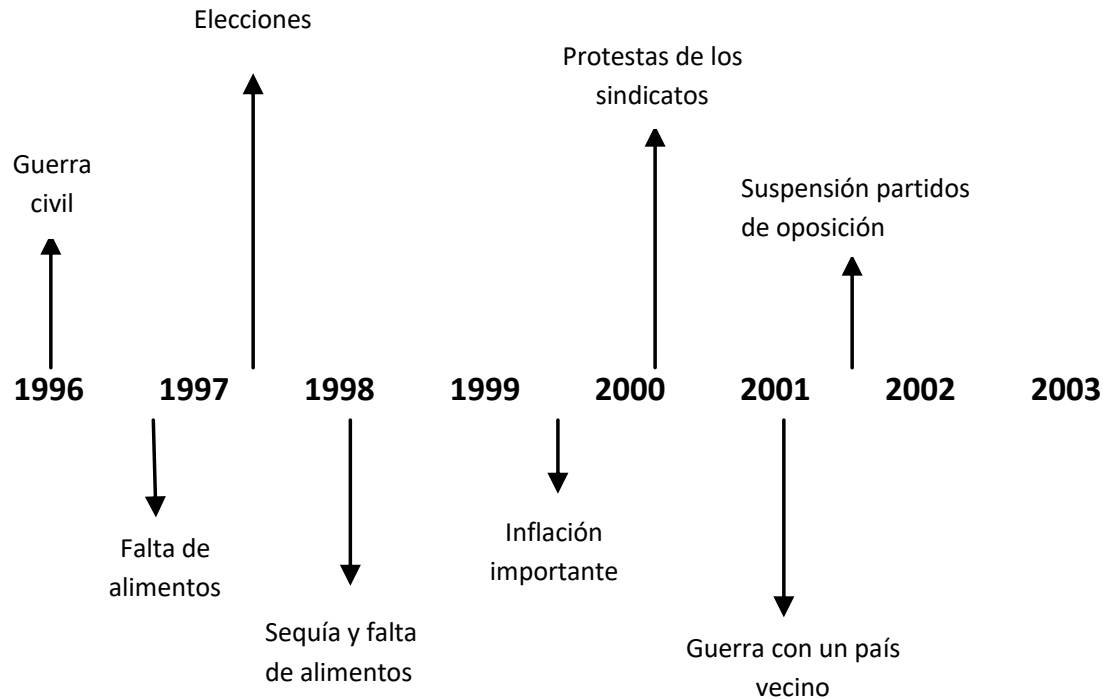 Elecciones
Protestas de los
sindicatos
Guerra
civil
Suspensión partidos
de oposición
1996 1997 1998 1999 2000 2001 2002 2003
Falta de
alimentos
Inflación
importante
Sequía y falta
de alimentos
Guerra con un país
vecino